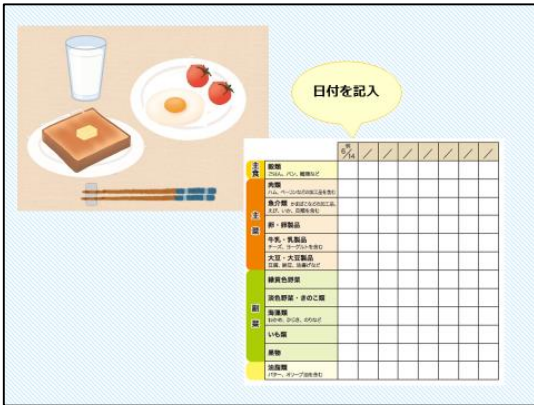 日付を記入
例 6/14 / / / / / / /
主食
穀類
ごはん、パン、麺類など
主菜
肉類
ハム、ベーコンなどの加工品を含む
魚介類 かまぼこなどの加工品、
えび、いか、貝類を含む
卵・卵製品
牛乳・乳製品
チーズ、ヨーグルトを含む
大豆・大豆製品
豆腐、納豆、油揚げなど
副菜
緑黄色野菜
淡色野菜・きのこ類
海藻類
わかめ、ひじき、のりなど
いも類
果物
油脂類
バター、オリーブ油を含む